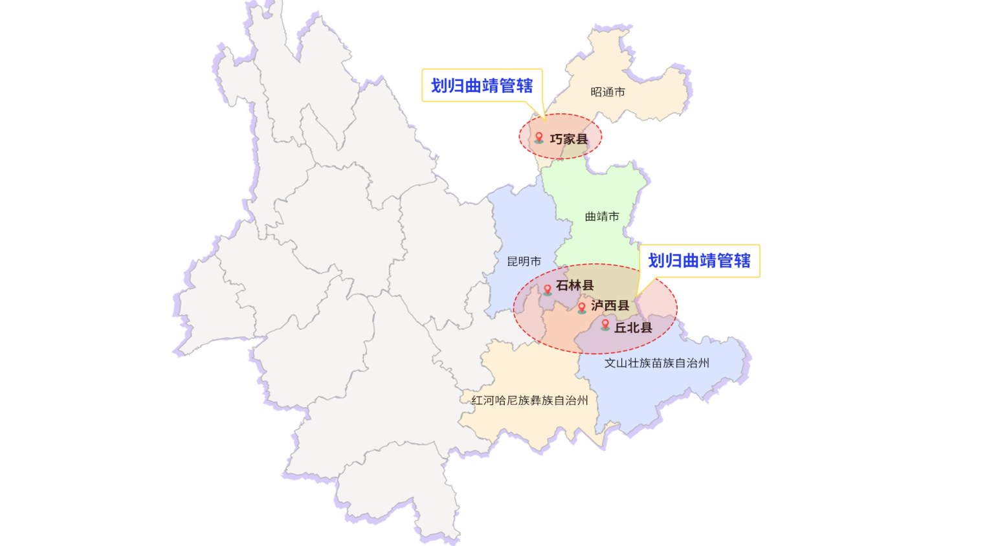 划归曲靖管辖
昭通市
巧家县
曲靖市
昆明市
划归曲靖管辖
石林县
泸西县
丘北县
文山壮族苗族自治州
红河哈尼族彝族自治州